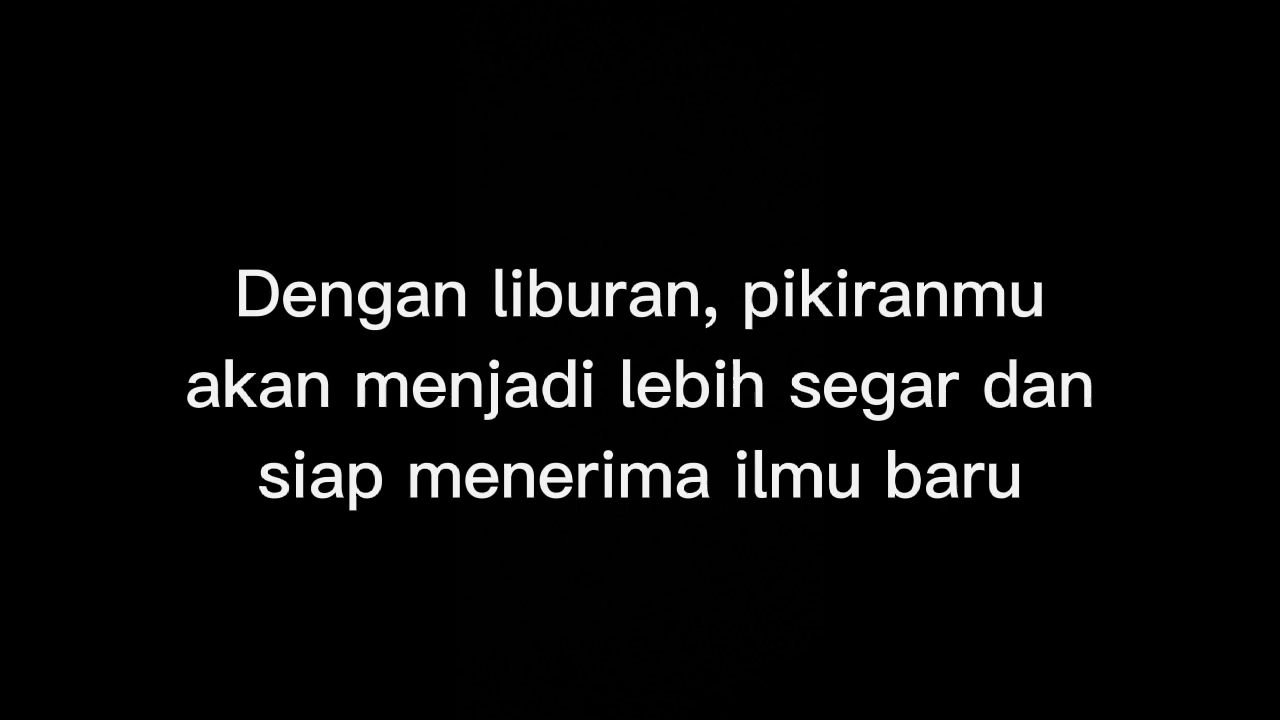 Dengan liburan, pikiranmu
akan menjadi lebih segar dan
siap menerima ilmu baru